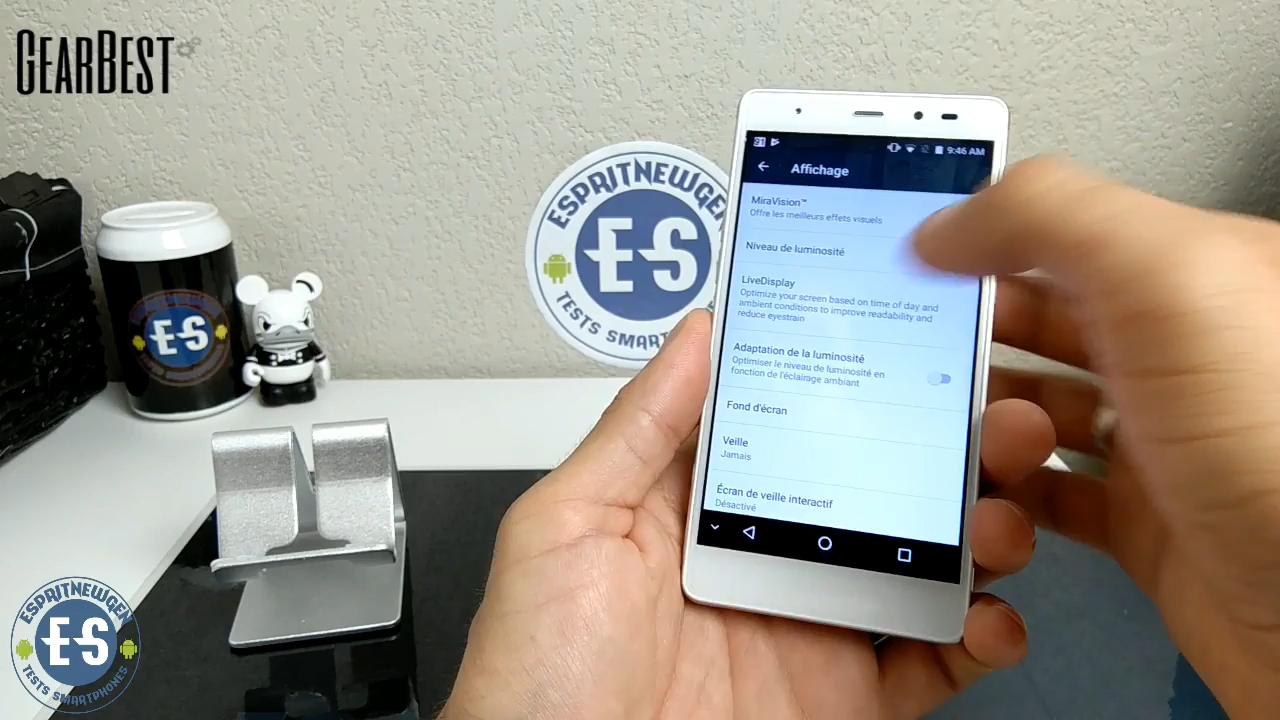 GEARBEST
ESPRITNEWGEN
ES
TESTS SMART
ES
31
9:46 AM
Affichage
MiraVision™
Offre les meilleurs effets visuels
Niveau de luminosité
LiveDisplay
Optimize your screen based on time of day and
ambient conditions to improve readability and
reduce eyestrain
Adaptation de la luminosité
Optimiser le niveau de luminosité en
fonction de l'éclairage ambiant
Fond d'écran
Veille
Jamais
Écran de veille interactif
Désactivé
ESPRITNEWGEN
ES
TESTS SMARTPHONES